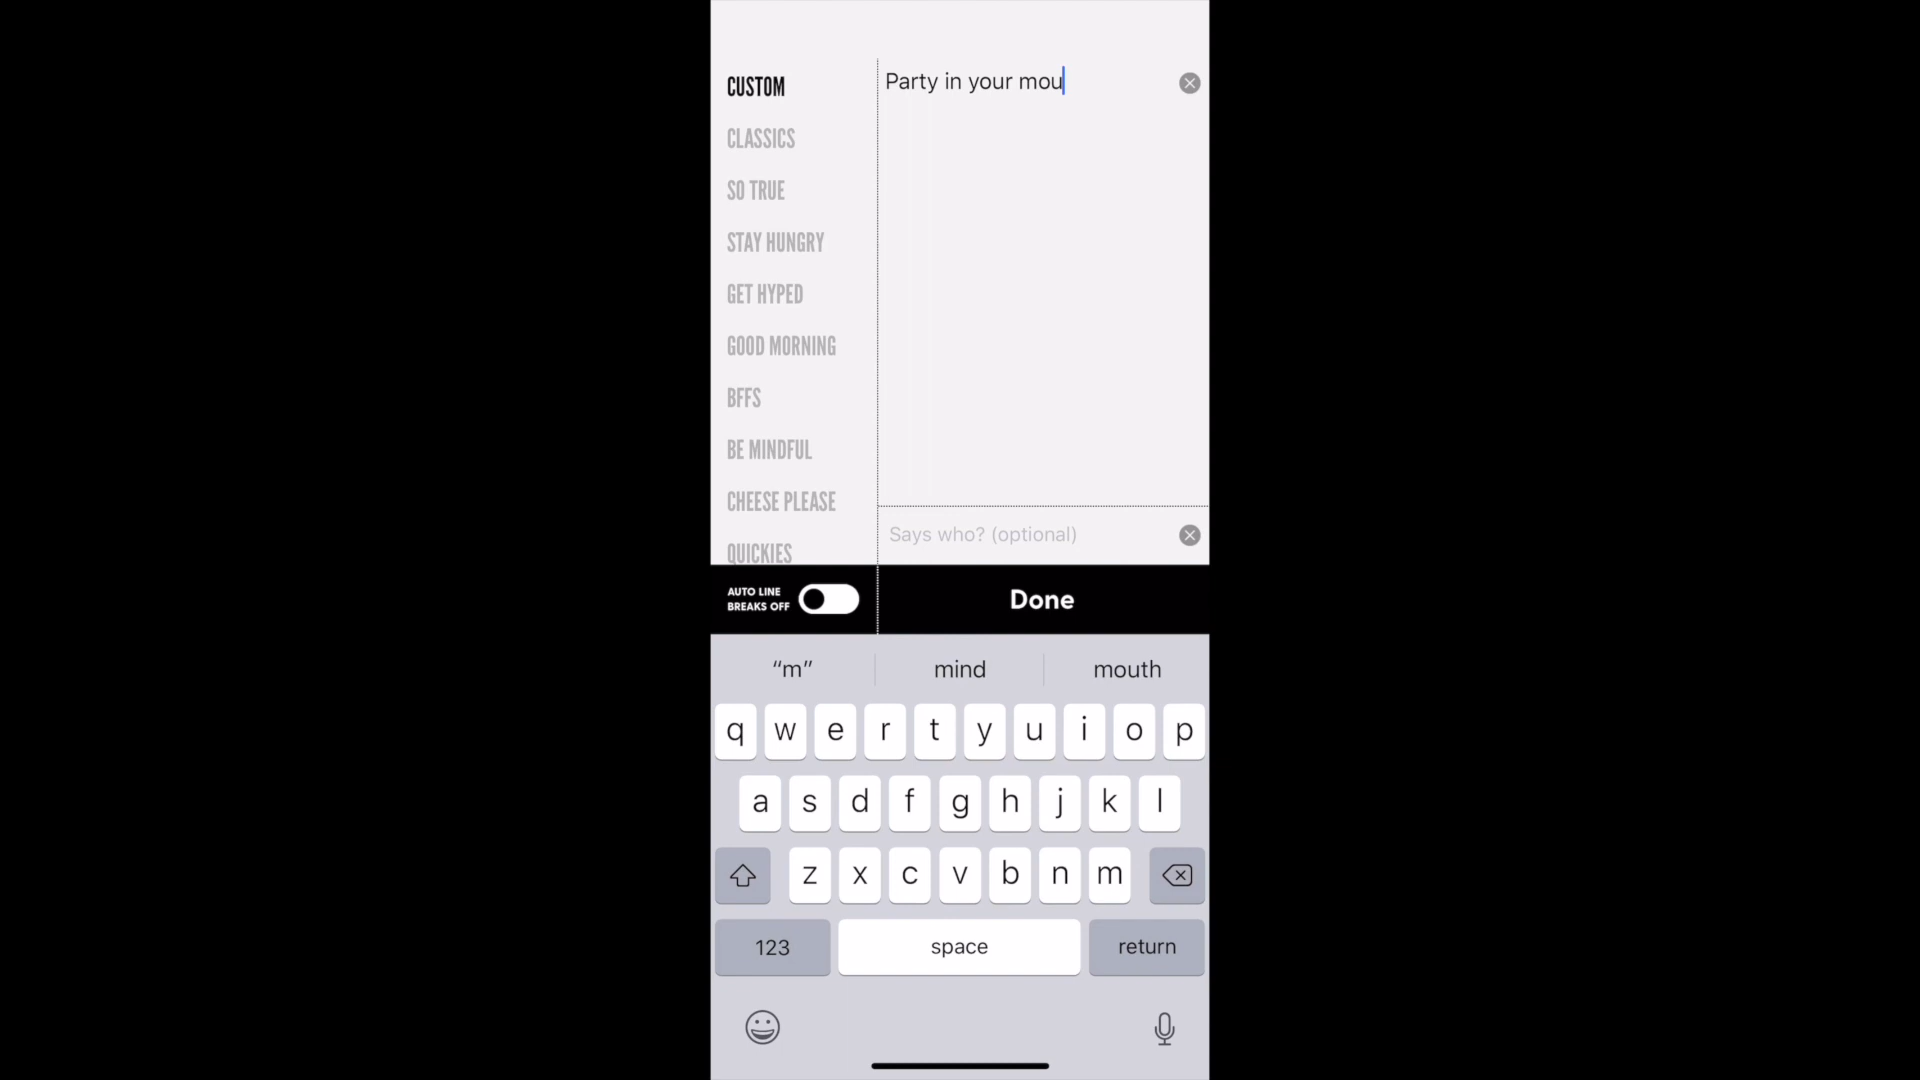 CUSTOM
Party in your mou
CLASSICS
SO TRUE
STAY HUNGRY
GET HYPED
GOOD MORNING
BFFS
BE MINDFUL
CHEESE PLEASE
QUICKIES
Says who? (optional)
AUTO LINE
BREAKS OFF
Done
“m” mind mouth
q w e r t y u i o p
a s d f g h j k l
z x c v b n m
123 space return